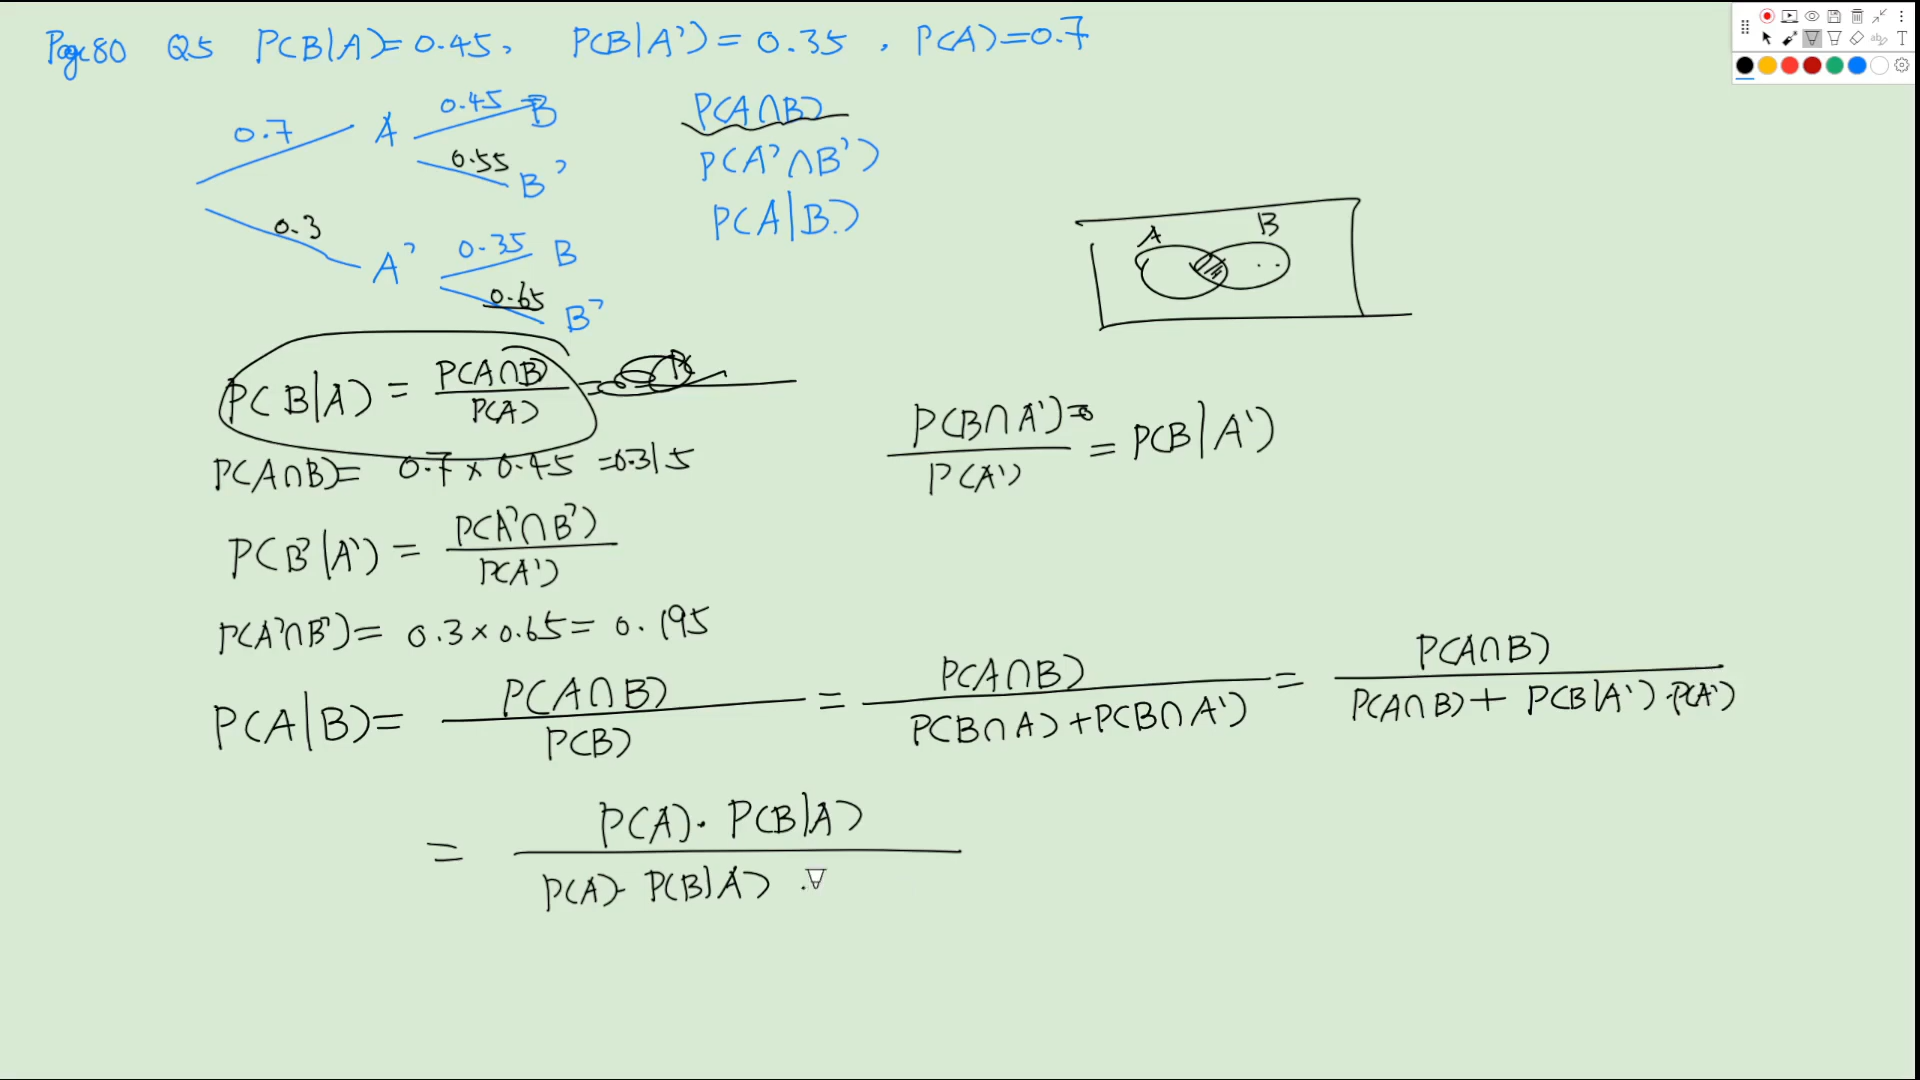 Page 80 Q5 P(B|A)=0.45, P(B|A')=0.35, P(A)=0.7
0.7 A 0.45 B
0.55 B'
0.3 A' 0.35 B
0.65 B'
P(A∩B)
P(A'∩B')
P(A|B)
A B
P(B|A) = P(A∩B) / P(A) =
P(A∩B)= 0.7 × 0.45 =0.315
P(B∩A') / P(A') = P(B|A')
P(B'|A') = P(A'∩B') / P(A')
P(A'∩B')= 0.3×0.65= 0.195
P(A|B)= P(A∩B) / P(B) = P(A∩B) / P(B∩A)+P(B∩A') = P(A∩B) / P(A∩B)+ P(B|A')·P(A')
= P(A)· P(B|A) / P(A)· P(B|A)